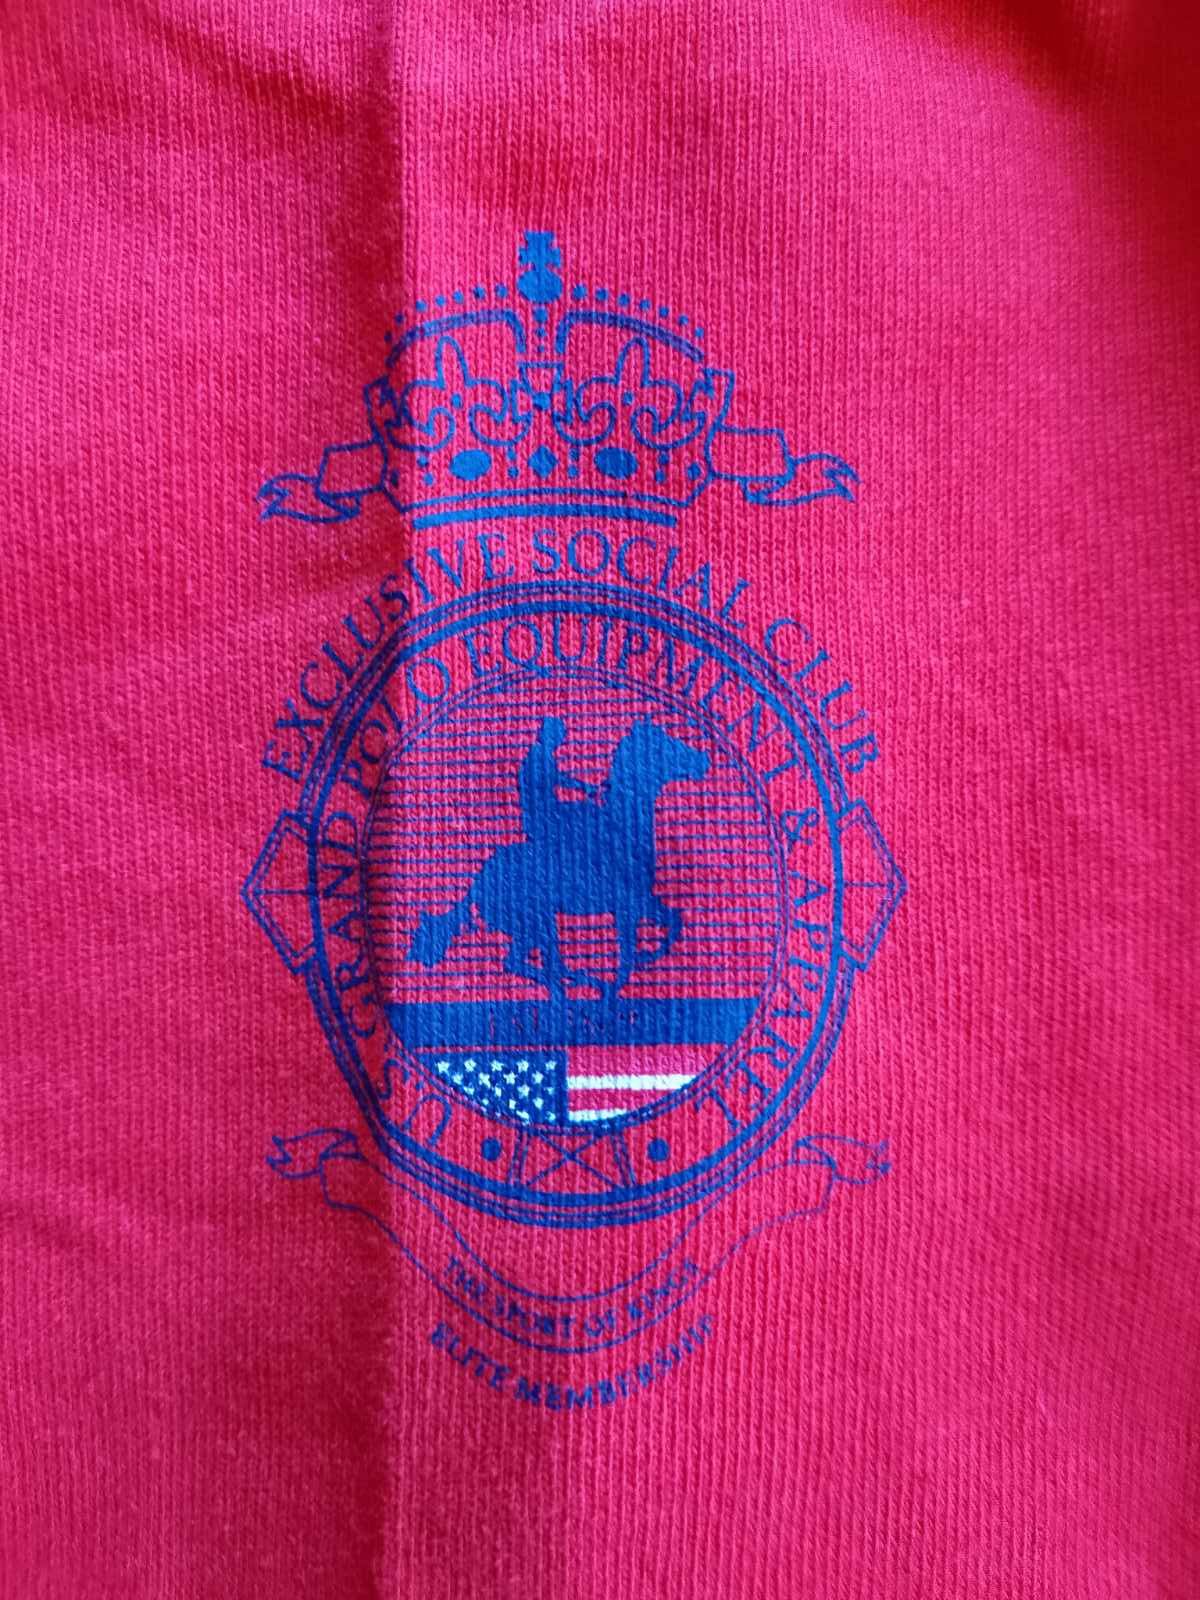 EXCLUSIVE SOCIAL CLUB
U.S. GRAND POLO EQUIPMENT & APPAREL
THE SPORT OF KINGS
ELITE MEMBERSHIP